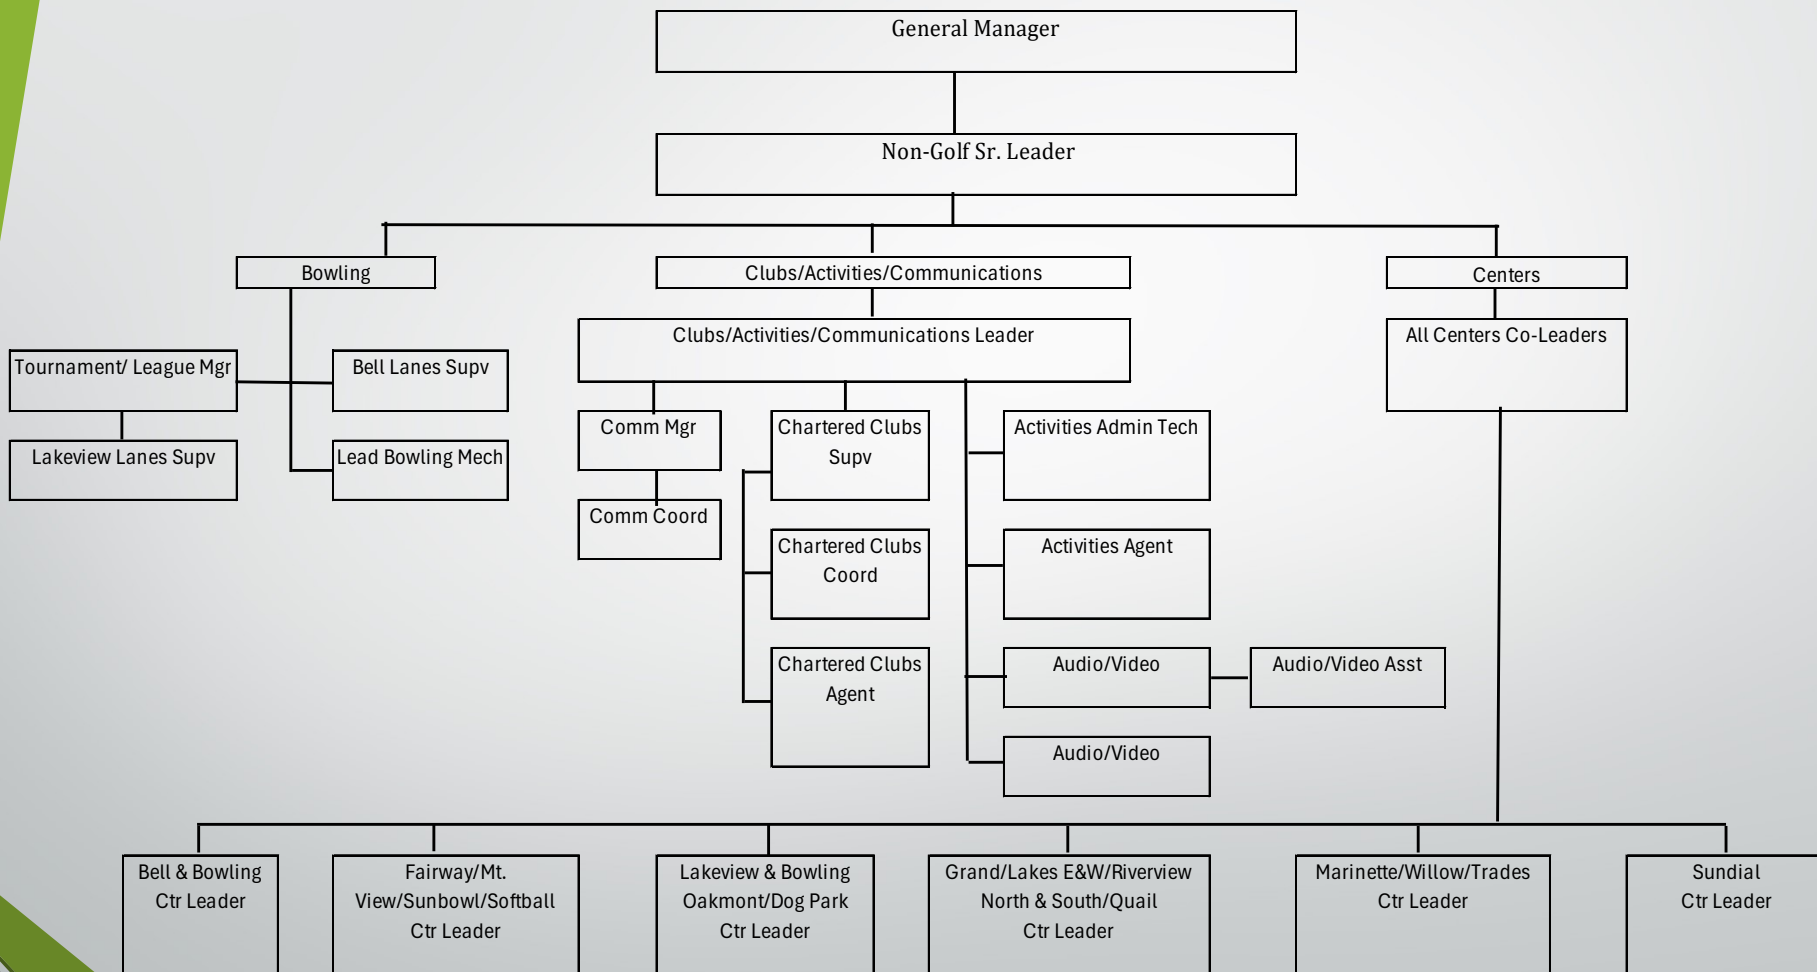 General Manager
Non-Golf Sr. Leader
Bowling
Clubs/Activities/Communications
Centers
Clubs/Activities/Communications Leader
All Centers Co-Leaders
Tournament/ League Mgr
Bell Lanes Supv
Lakeview Lanes Supv
Lead Bowling Mech
Comm Mgr
Comm Coord
Chartered Clubs
Supv
Chartered Clubs
Coord
Chartered Clubs
Agent
Activities Admin Tech
Activities Agent
Audio/Video
Audio/Video Asst
Audio/Video
Bell & Bowling
Ctr Leader
Fairway/Mt.
View/Sunbowl/Softball
Ctr Leader
Lakeview & Bowling
Oakmont/Dog Park
Ctr Leader
Grand/Lakes E&W/Riverview
North & South/Quail
Ctr Leader
Marinette/Willow/Trades
Ctr Leader
Sundial
Ctr Leader